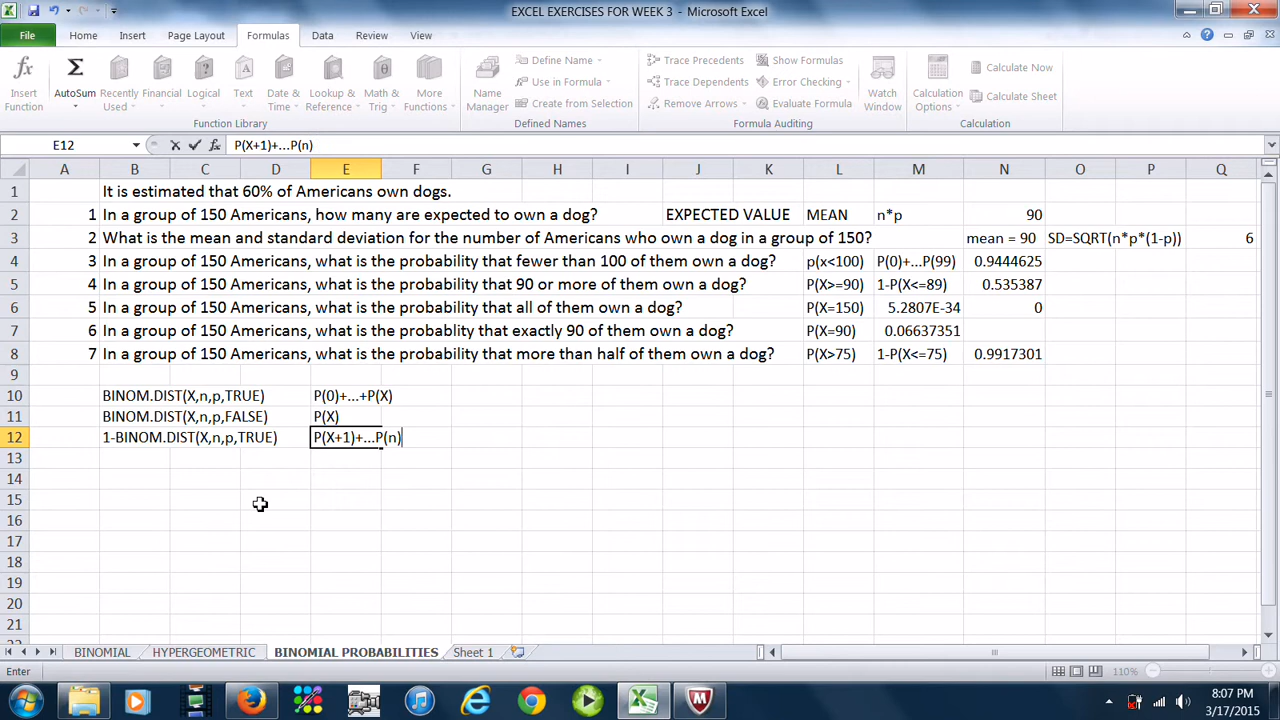 EXCEL EXERCISES FOR WEEK 3 - Microsoft Excel
File Home Insert Page Layout Formulas Data Review View
Insert Function
AutoSum
Recently Used
Financial
Logical
Text
Date & Time
Lookup & Reference
Math & Trig
More Functions
Function Library
Name Manager
Define Name
Use in Formula
Create from Selection
Defined Names
Trace Precedents
Trace Dependents
Remove Arrows
Show Formulas
Error Checking
Evaluate Formula
Formula Auditing
Watch Window
Calculation Options
Calculate Now
Calculate Sheet
Calculation
E12 fx P(X+1)+...P(n)
A B C D E F G H I J K L M N O P Q
1 It is estimated that 60% of Americans own dogs.
2 1 In a group of 150 Americans, how many are expected to own a dog? EXPECTED VALUE MEAN n*p 90
3 2 What is the mean and standard deviation for the number of Americans who own a dog in a group of 150? mean = 90 SD=SQRT(n*p*(1-p)) 6
4 3 In a group of 150 Americans, what is the probability that fewer than 100 of them own a dog? p(x<100) P(0)+...P(99) 0.9444625
5 4 In a group of 150 Americans, what is the probability that 90 or more of them own a dog? P(X>=90) 1-P(X<=89) 0.535387
6 5 In a group of 150 Americans, what is the probability that all of them own a dog? P(X=150) 5.2807E-34 0
7 6 In a group of 150 Americans, what is the probablity that exactly 90 of them own a dog? P(X=90) 0.06637351
8 7 In a group of 150 Americans, what is the probability that more than half of them own a dog? P(X>75) 1-P(X<=75) 0.9917301
9
10 BINOM.DIST(X,n,p,TRUE) P(0)+...+P(X)
11 BINOM.DIST(X,n,p,FALSE) P(X)
12 1-BINOM.DIST(X,n,p,TRUE) P(X+1)+...P(n)
13
14
15
16
17
18
19
20
21
BINOMIAL HYPERGEOMETRIC BINOMIAL PROBABILITIES Sheet 1
Enter 110%
8:07 PM
3/17/2015